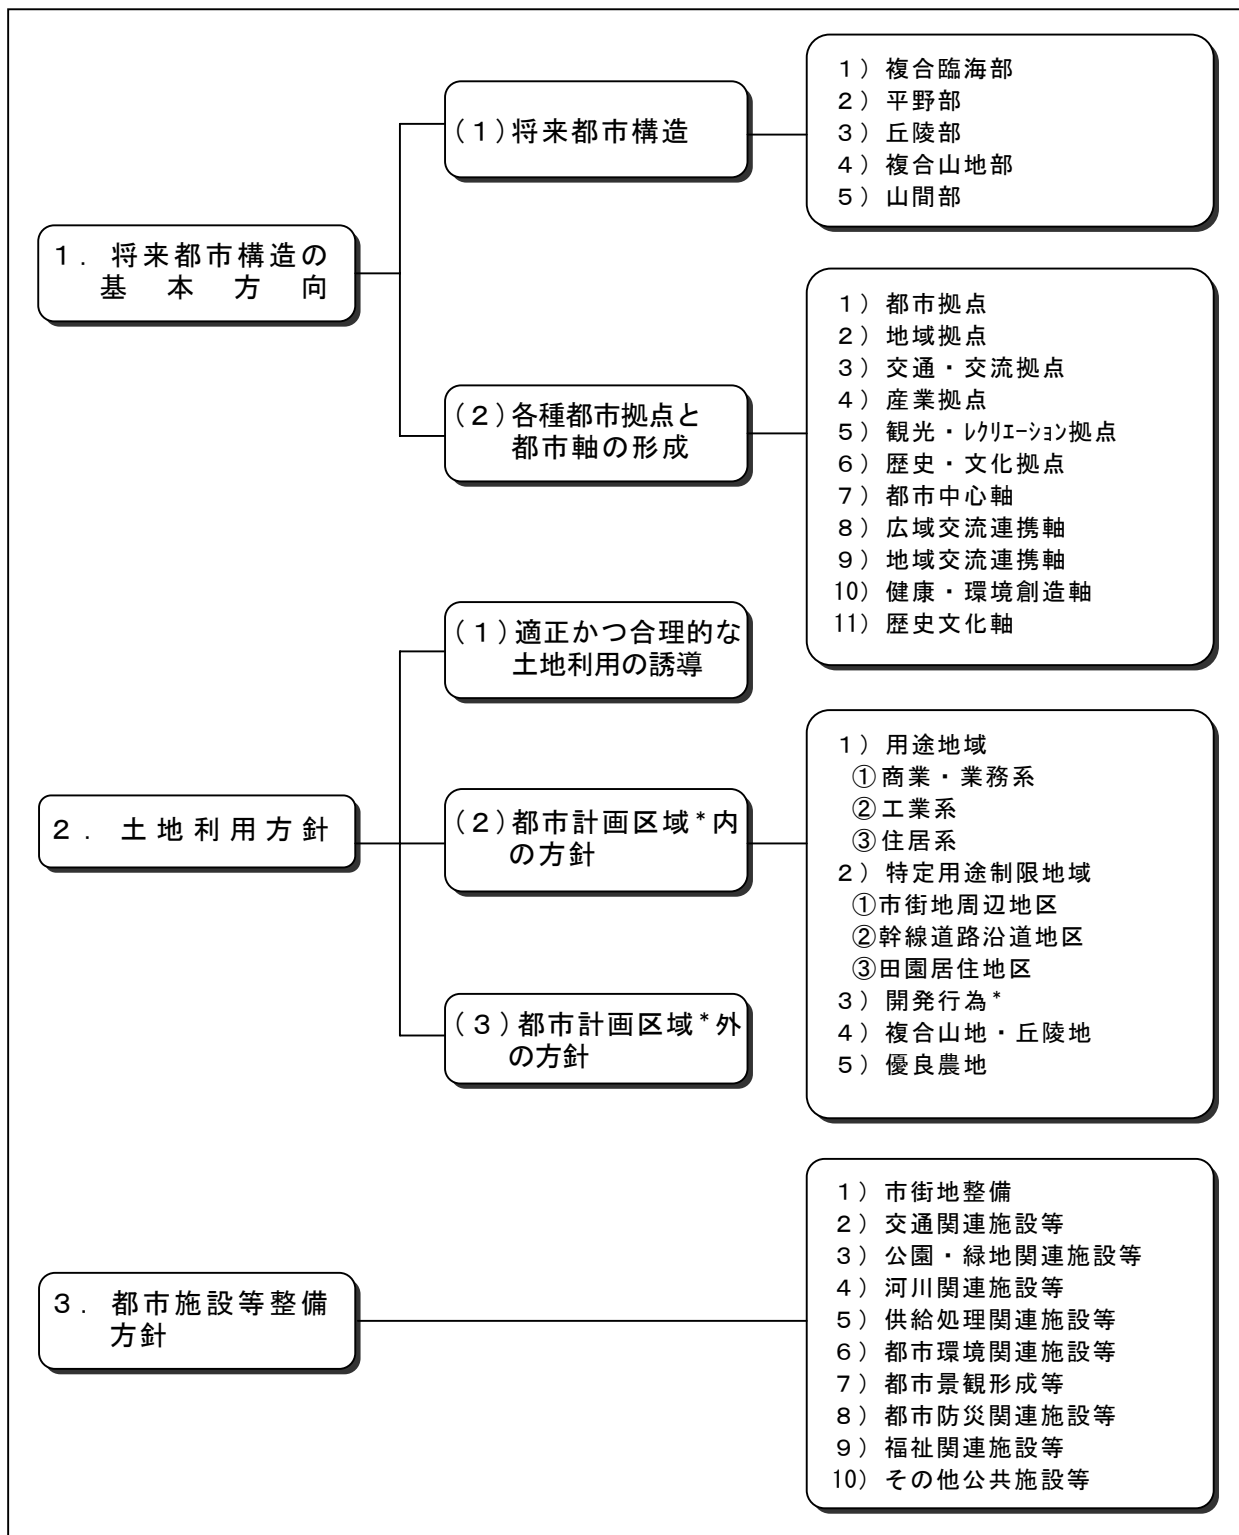 １．将来都市構造の
基本方向
（１）将来都市構造
１）複合臨海部
２）平野部
３）丘陵部
４）複合山地部
５）山間部
（２）各種都市拠点と
都市軸の形成
１）都市拠点
２）地域拠点
３）交通・交流拠点
４）産業拠点
５）観光・ﾚｸﾘｴｰｼｮﾝ拠点
６）歴史・文化拠点
７）都市中心軸
８）広域交流連携軸
９）地域交流連携軸
10）健康・環境創造軸
11）歴史文化軸
２．土地利用方針
（１）適正かつ合理的な
土地利用の誘導
（２）都市計画区域*内
の方針
１）用途地域
①商業・業務系
②工業系
③住居系
２）特定用途制限地域
①市街地周辺地区
②幹線道路沿道地区
③田園居住地区
３）開発行為*
４）複合山地・丘陵地
５）優良農地
（３）都市計画区域*外
の方針
３．都市施設等整備
方針
１）市街地整備
２）交通関連施設等
３）公園・緑地関連施設等
４）河川関連施設等
５）供給処理関連施設等
６）都市環境関連施設等
７）都市景観形成等
８）都市防災関連施設等
９）福祉関連施設等
10）その他公共施設等